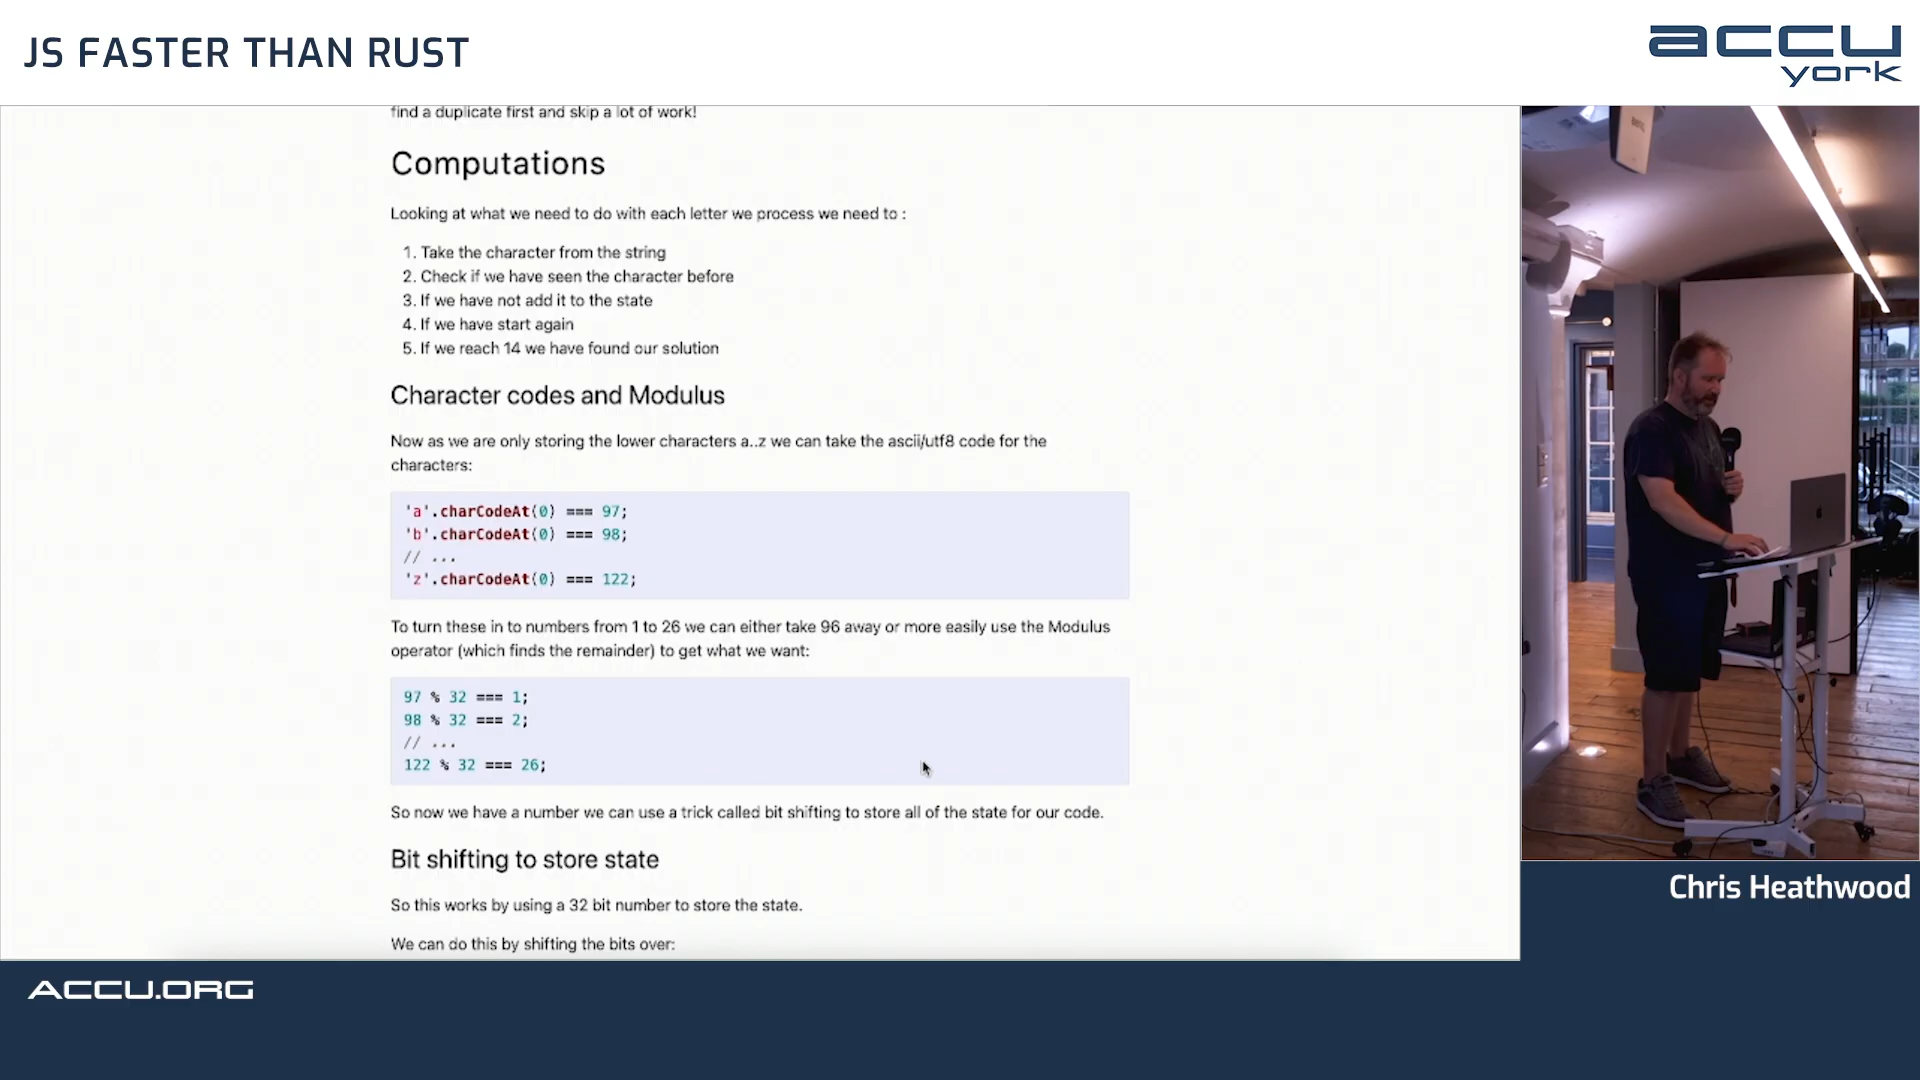 JS FASTER THAN RUST
accu
york
find a duplicate first and skip a lot of work!
Computations
Looking at what we need to do with each letter we process we need to :
1. Take the character from the string
2. Check if we have seen the character before
3. If we have not add it to the state
4. If we have start again
5. If we reach 14 we have found our solution
Character codes and Modulus
Now as we are only storing the lower characters a..z we can take the ascii/utf8 code for the
characters:
'a'.charCodeAt(0) === 97;
'b'.charCodeAt(0) === 98;
// ...
'z'.charCodeAt(0) === 122;
To turn these in to numbers from 1 to 26 we can either take 96 away or more easily use the Modulus
operator (which finds the remainder) to get what we want:
97 % 32 === 1;
98 % 32 === 2;
// ...
122 % 32 === 26;
So now we have a number we can use a trick called bit shifting to store all of the state for our code.
Bit shifting to store state
So this works by using a 32 bit number to store the state.
We can do this by shifting the bits over:
Chris Heathwood
ACCU.ORG